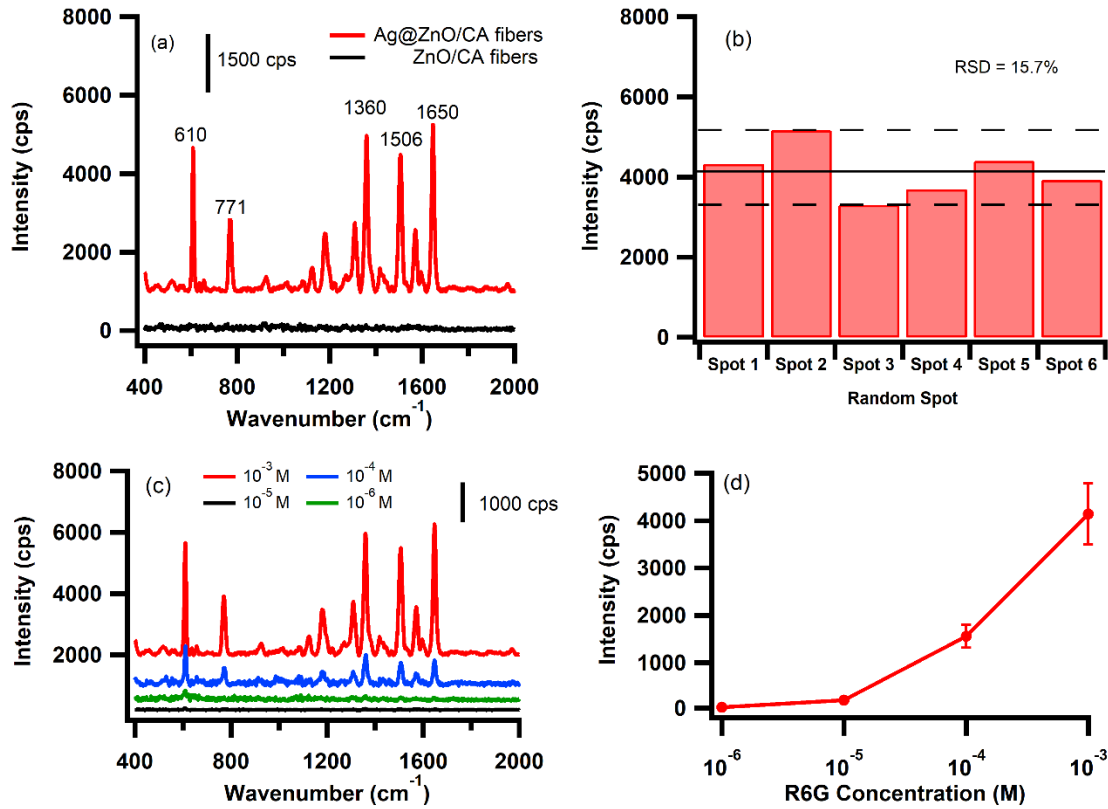 (a)
1500 cps
Ag@ZnO/CA fibers
ZnO/CA fibers
8000
6000
4000
2000
0
Intensity (cps)
610
771
1360
1506
1650
400
800
1200
1600
2000
Wavenumber (cm⁻¹)
(b)
RSD = 15.7%
8000
6000
4000
2000
0
Intensity (cps)
Spot 1 Spot 2 Spot 3 Spot 4 Spot 5 Spot 6
Random Spot
(c)
10⁻³ M 10⁻⁴ M
10⁻⁵ M 10⁻⁶ M
1000 cps
8000
6000
4000
2000
Intensity (cps)
400
800
1200
1600
2000
Wavenumber (cm⁻¹)
(d)
5000
4000
3000
2000
1000
0
Intensity (cps)
10⁻⁶
10⁻⁵
10⁻⁴
10⁻³
R6G Concentration (M)